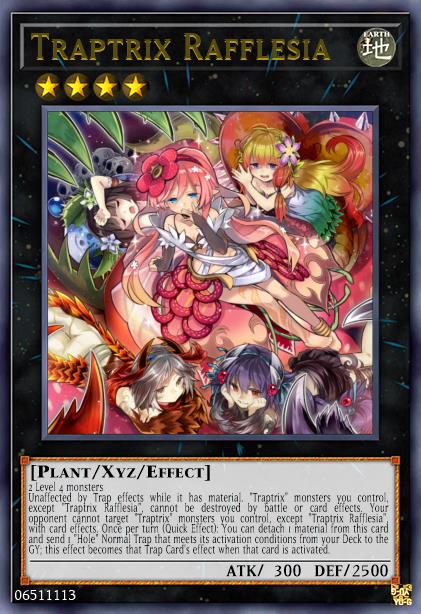 Traptrix Rafflesia
EARTH
地
[Plant/Xyz/Effect]
2 Level 4 monsters
Unaffected by Trap effects while it has material. "Traptrix" monsters you control,
except "Traptrix Rafflesia", cannot be destroyed by battle or card effects. Your
opponent cannot target "Traptrix" monsters you control, except "Traptrix Rafflesia",
with card effects. Once per turn (Quick Effect): You can detach 1 material from this card
and send 1 "Hole" Normal Trap that meets its activation conditions from your Deck to the
GY; this effect becomes that Trap Card's effect when that card is activated.
ATK/ 300 DEF/2500
06511113